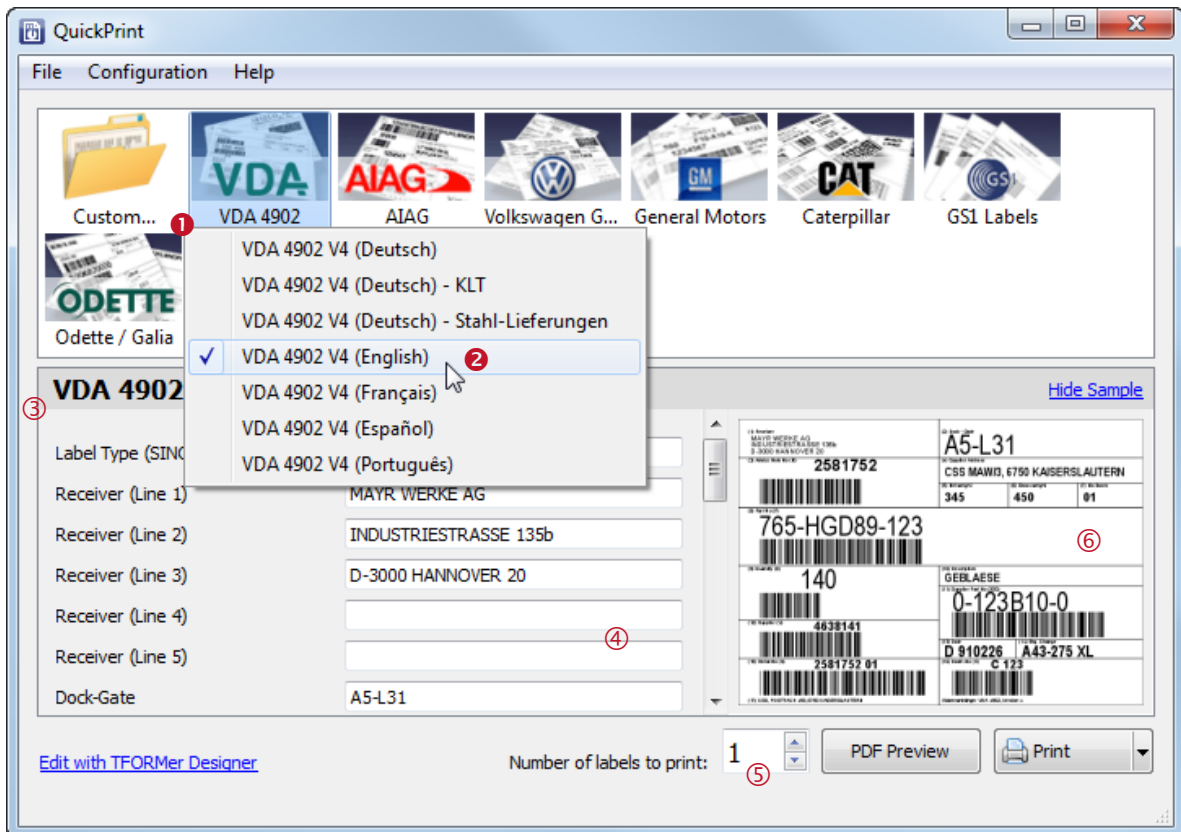 QuickPrint
File Configuration Help
VDA AIAG GM CAT GS1
Custom... VDA 4902 AIAG Volkswagen G... General Motors Caterpillar GS1 Labels
❶
ODETTE
Odette / Galia
VDA 4902 V4 (Deutsch)
VDA 4902 V4 (Deutsch) - KLT
VDA 4902 V4 (Deutsch) - Stahl-Lieferungen
✓ VDA 4902 V4 (English) ❷
VDA 4902 V4 (Français)
VDA 4902 V4 (Español)
VDA 4902 V4 (Português)
VDA 4902
Hide Sample
③
Label Type (SING
Receiver (Line 1) MAYR WERKE AG
Receiver (Line 2) INDUSTRIESTRASSE 135b
Receiver (Line 3) D-3000 HANNOVER 20
Receiver (Line 4)
Receiver (Line 5)
④
Dock-Gate A5-L31
MAYR WERKE AG
INDUSTRIESTRASSE 135b
D-3000 HANNOVER 20
A5-L31
2581752
CSS MAWI3, 6750 KAISERSLAUTERN
345 450 01
765-HGD89-123
⑥
140
GEBLAESE
0-123B10-0
4638141
D 910226 A43-275 XL
2581752 01
C 123
Edit with TFORMer Designer
Number of labels to print: 1
⑤
PDF Preview
Print